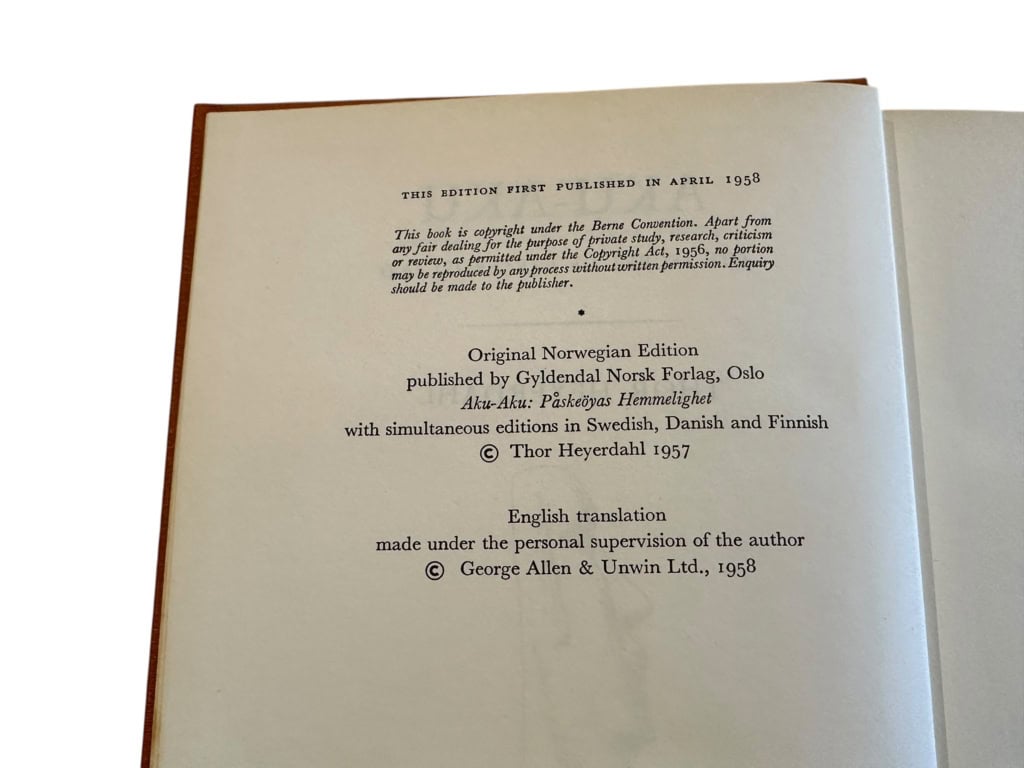 THIS EDITION FIRST PUBLISHED IN APRIL 1958
This book is copyright under the Berne Convention. Apart from
any fair dealing for the purpose of private study, research, criticism
or review, as permitted under the Copyright Act, 1956, no portion
may be reproduced by any process without written permission. Enquiry
should be made to the publisher.
*
Original Norwegian Edition
published by Gyldendal Norsk Forlag, Oslo
Aku-Aku: Påskeöyas Hemmelighet
with simultaneous editions in Swedish, Danish and Finnish
© Thor Heyerdahl 1957
English translation
made under the personal supervision of the author
© George Allen & Unwin Ltd., 1958